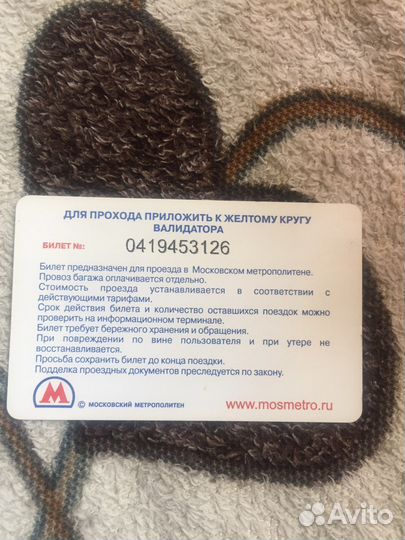 ДЛЯ ПРОХОДА ПРИЛОЖИТЬ К ЖЕЛТОМУ КРУГУ
ВАЛИДАТОРА
БИЛЕТ №: 0419453126
Билет предназначен для проезда в Московском метрополитене.
Провоз багажа оплачивается отдельно.
Стоимость проезда устанавливается в соответствии с
действующими тарифами.
Срок действия билета и количество оставшихся поездок можно
проверить на информационном терминале.
Билет требует бережного хранения и обращения.
При повреждении по вине пользователя и при утере не
восстанавливается.
Просьба сохранить билет до конца поездки.
Подделка проездных документов преследуется по закону.
М © МОСКОВСКИЙ МЕТРОПОЛИТЕН www.mosmetro.ru
Avito